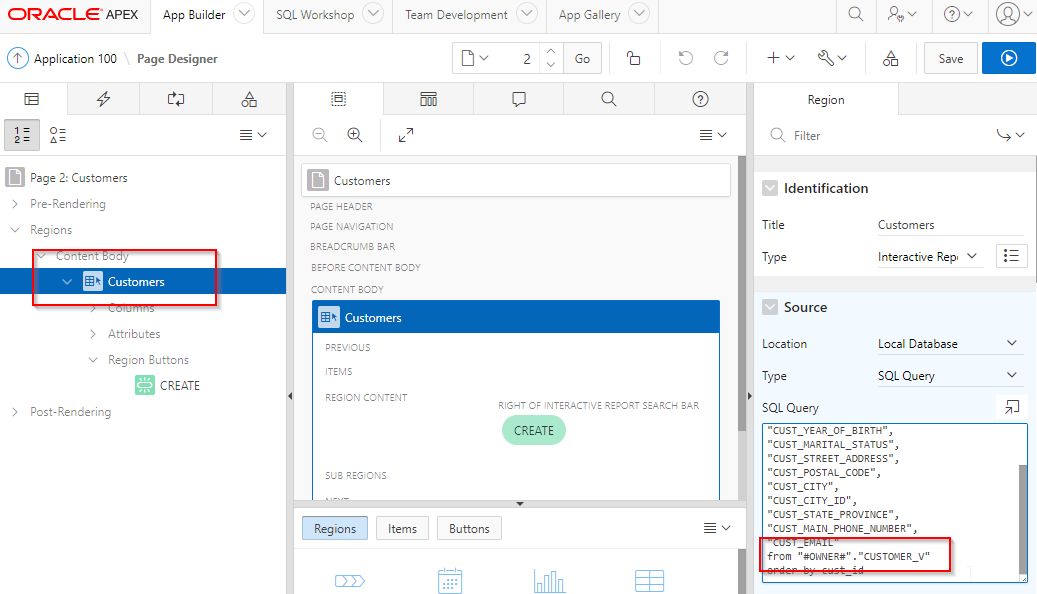 ORACLE APEX App Builder SQL Workshop Team Development App Gallery
Application 100 \ Page Designer 2 Go Save
Region
Filter
Page 2: Customers
Pre-Rendering
Regions
Content Body
Customers
Columns
Attributes
Region Buttons
CREATE
Post-Rendering
Customers
PAGE HEADER
PAGE NAVIGATION
BREADCRUMB BAR
BEFORE CONTENT BODY
CONTENT BODY
Customers
PREVIOUS
ITEMS
REGION CONTENT
RIGHT OF INTERACTIVE REPORT SEARCH BAR
CREATE
SUB REGIONS
NEXT
Regions Items Buttons
Identification
Title Customers
Type Interactive Repo
Source
Location Local Database
Type SQL Query
SQL Query
"CUST_YEAR_OF_BIRTH",
"CUST_MARITAL_STATUS",
"CUST_STREET_ADDRESS",
"CUST_POSTAL_CODE",
"CUST_CITY",
"CUST_CITY_ID",
"CUST_STATE_PROVINCE",
"CUST_MAIN_PHONE_NUMBER",
"CUST_EMAIL"
from "#OWNER#"."CUSTOMER_V"
order by cust_id